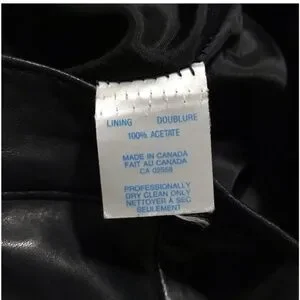 LINING DOUBLURE
100% ACETATE
MADE IN CANADA
FAIT AU CANADA
CA 02568
PROFESSIONALLY
DRY CLEAN ONLY
NETTOYER A SEC
SEULEMENT